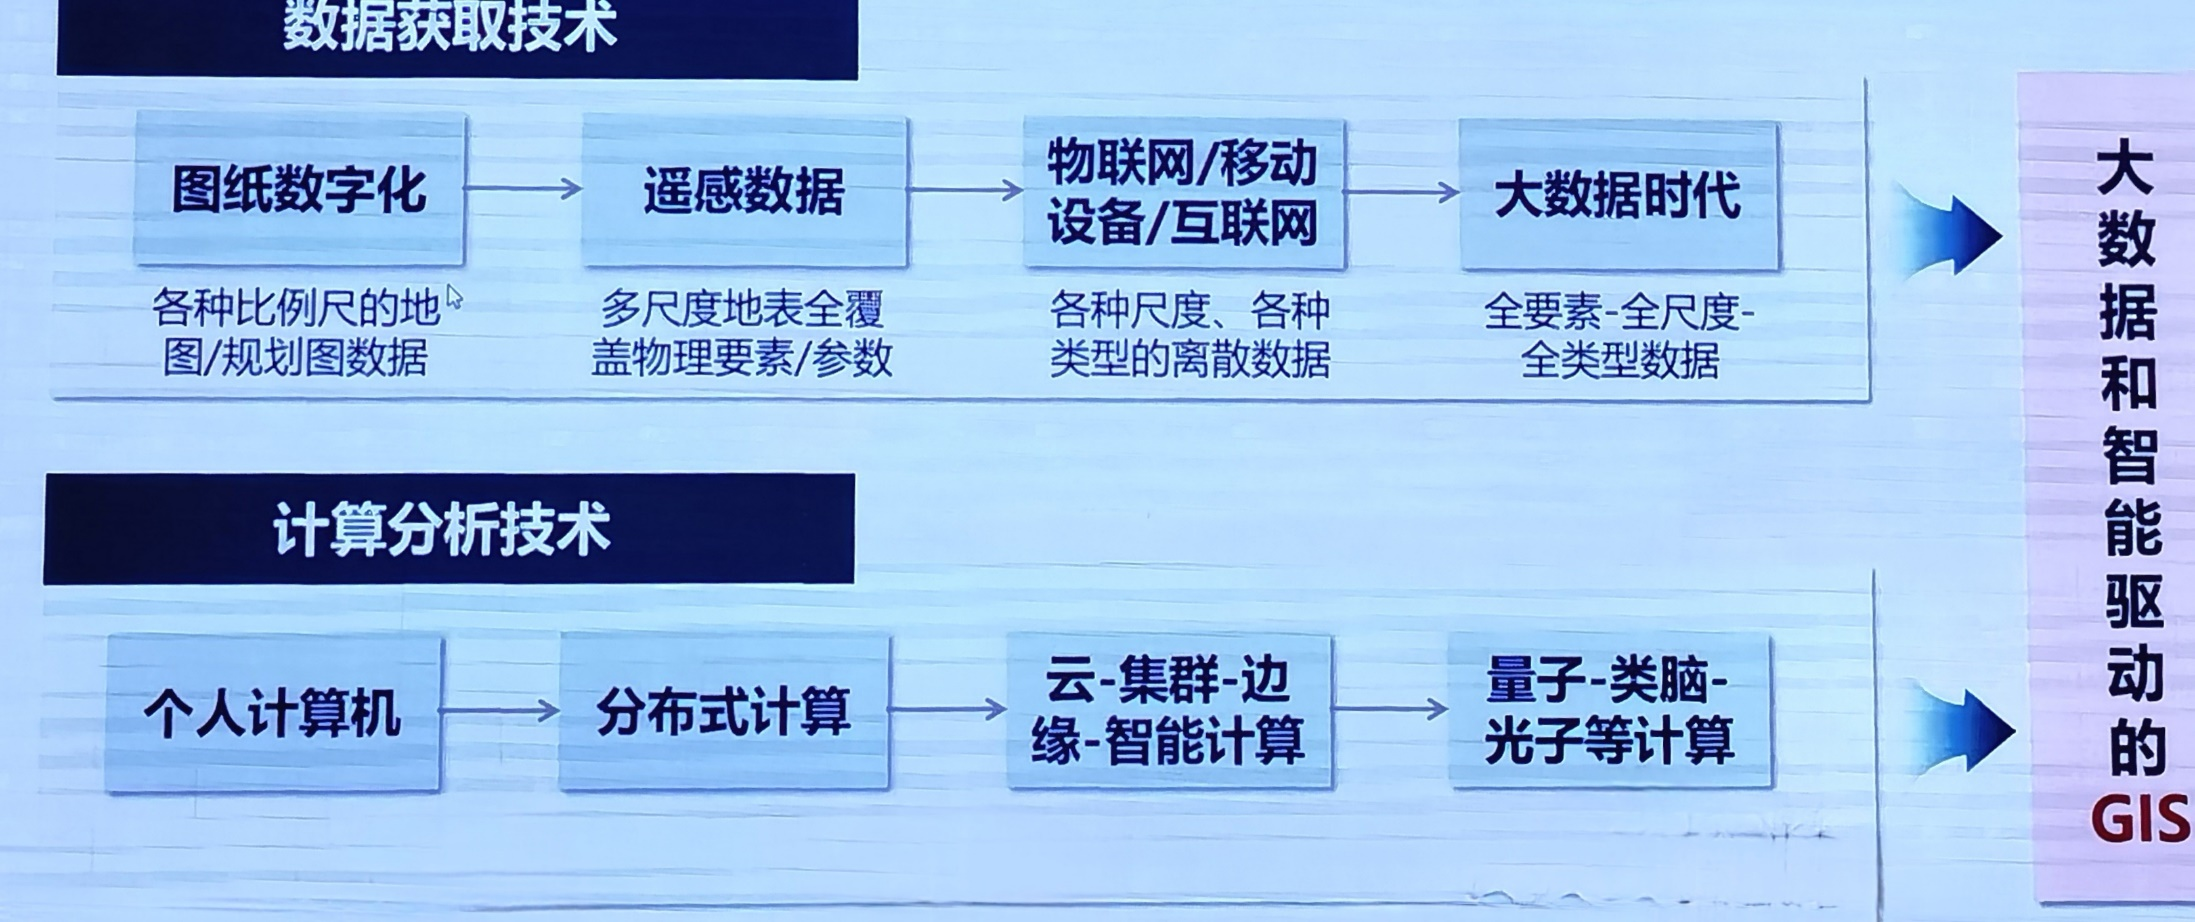 数据获取技术
图纸数字化
遥感数据
物联网/移动
设备/互联网
大数据时代
各种比例尺的地
图/规划图数据
多尺度地表全覆
盖物理要素/参数
各种尺度、各种
类型的离散数据
全要素-全尺度-
全类型数据
计算分析技术
个人计算机
分布式计算
云-集群-边
缘-智能计算
量子-类脑-
光子等计算
大数据和智能驱动的
GIS